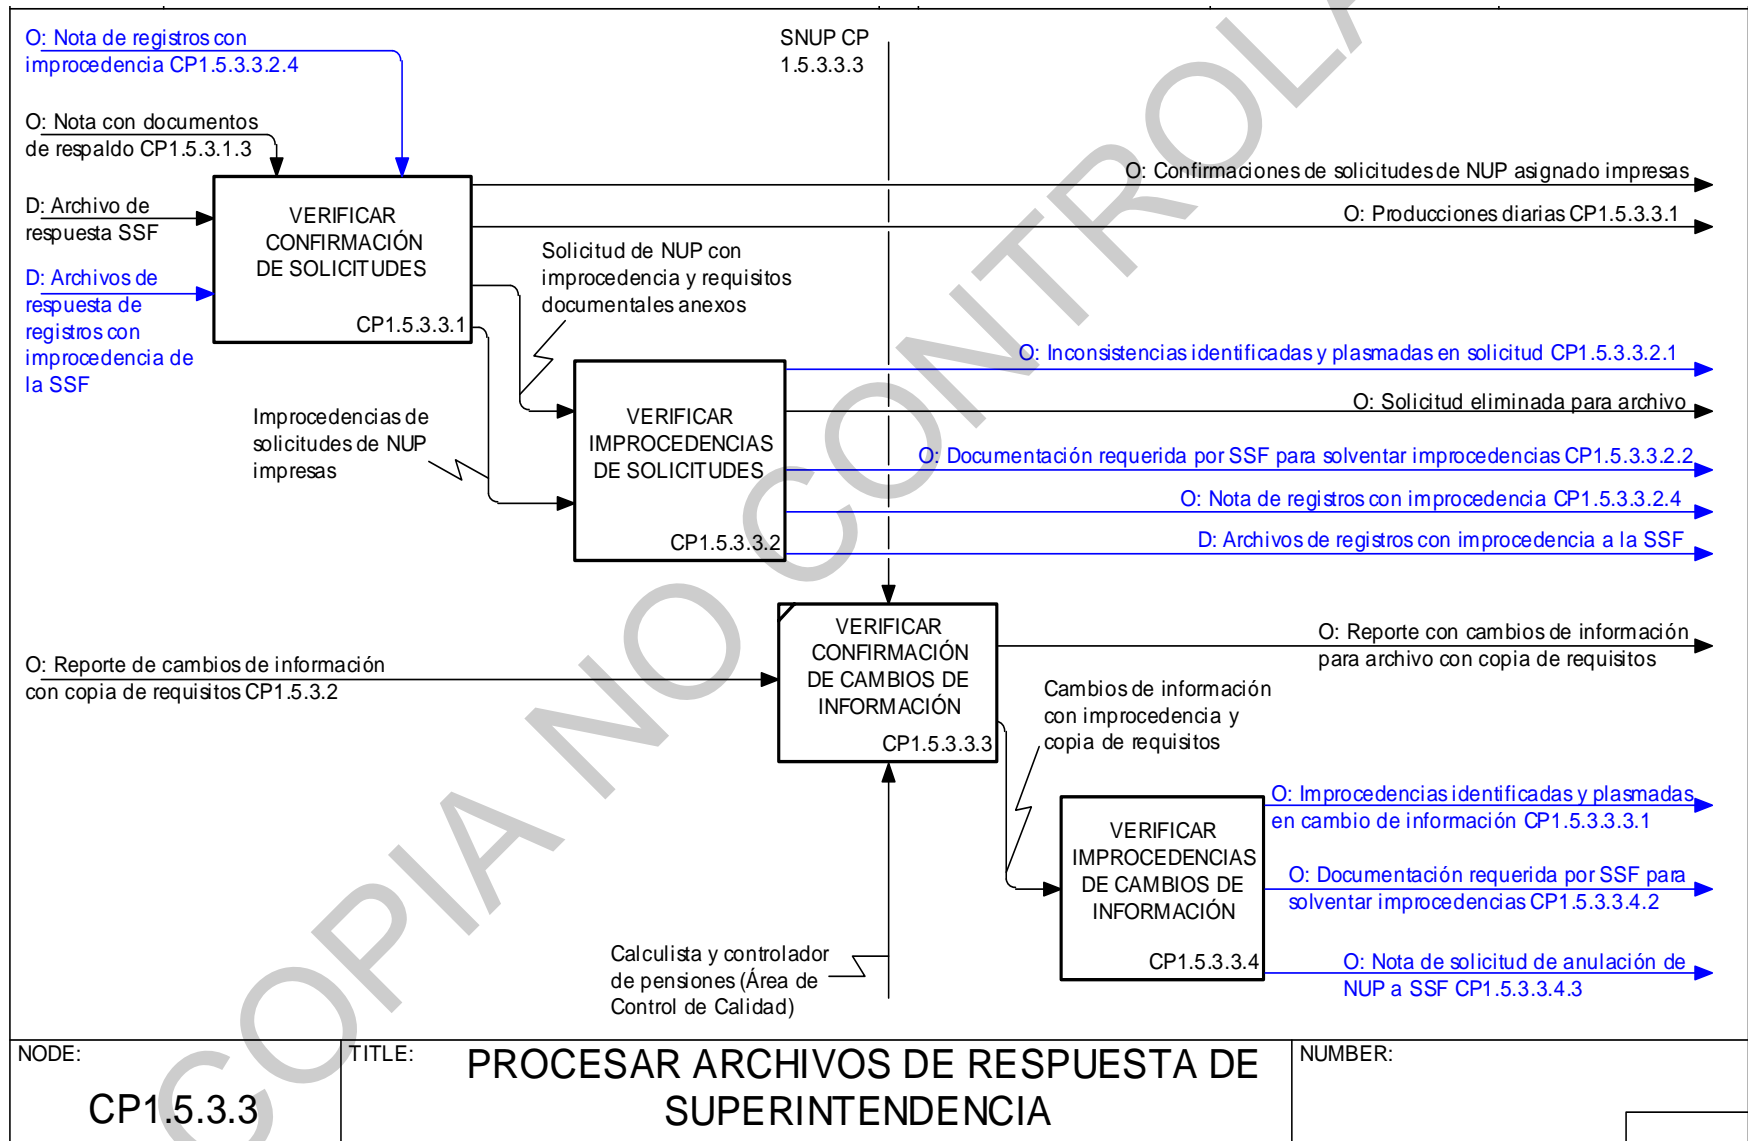 O: Nota de registros con
improcedencia CP1.5.3.3.2.4
SNUP CP
1.5.3.3.3
O: Nota con documentos
de respaldo CP1.5.3.1.3
D: Archivo de
respuesta SSF
D: Archivos de
respuesta de
registros con
improcedencia de
la SSF
VERIFICAR
CONFIRMACIÓN
DE SOLICITUDES
CP1.5.3.3.1
O: Confirmaciones de solicitudes de NUP asignado impresas
O: Producciones diarias CP1.5.3.3.1
Solicitud de NUP con
improcedencia y requisitos
documentales anexos
Improcedencias de
solicitudes de NUP
impresas
VERIFICAR
IMPROCEDENCIAS
DE SOLICITUDES
CP1.5.3.3.2
O: Inconsistencias identificadas y plasmadas en solicitud CP1.5.3.3.2.1
O: Solicitud eliminada para archivo
O: Documentación requerida por SSF para solventar improcedencias CP1.5.3.3.2.2
O: Nota de registros con improcedencia CP1.5.3.3.2.4
D: Archivos de registros con improcedencia a la SSF
O: Reporte de cambios de información
con copia de requisitos CP1.5.3.2
VERIFICAR
CONFIRMACIÓN
DE CAMBIOS DE
INFORMACIÓN
CP1.5.3.3.3
O: Reporte con cambios de información
para archivo con copia de requisitos
Cambios de información
con improcedencia y
copia de requisitos
Calculista y controlador
de pensiones (Área de
Control de Calidad)
VERIFICAR
IMPROCEDENCIAS
DE CAMBIOS DE
INFORMACIÓN
CP1.5.3.3.4
O: Improcedencias identificadas y plasmadas
en cambio de información CP1.5.3.3.3.1
O: Documentación requerida por SSF para
solventar improcedencias CP1.5.3.3.4.2
O: Nota de solicitud de anulación de
NUP a SSF CP1.5.3.3.4.3
COPIA NO CONTROLA
NODE:
CP1.5.3.3
TITLE:
PROCESAR ARCHIVOS DE RESPUESTA DE
SUPERINTENDENCIA
NUMBER: